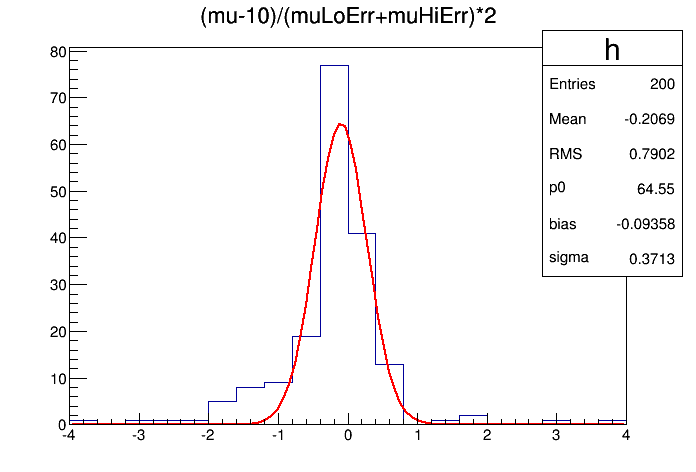 (mu-10)/(muLoErr+muHiErr)*2
h
Entries 200
Mean -0.2069
RMS 0.7902
p0 64.55
bias -0.09358
sigma 0.3713
80
70
60
50
40
30
20
10
0
-4 -3 -2 -1 0 1 2 3 4